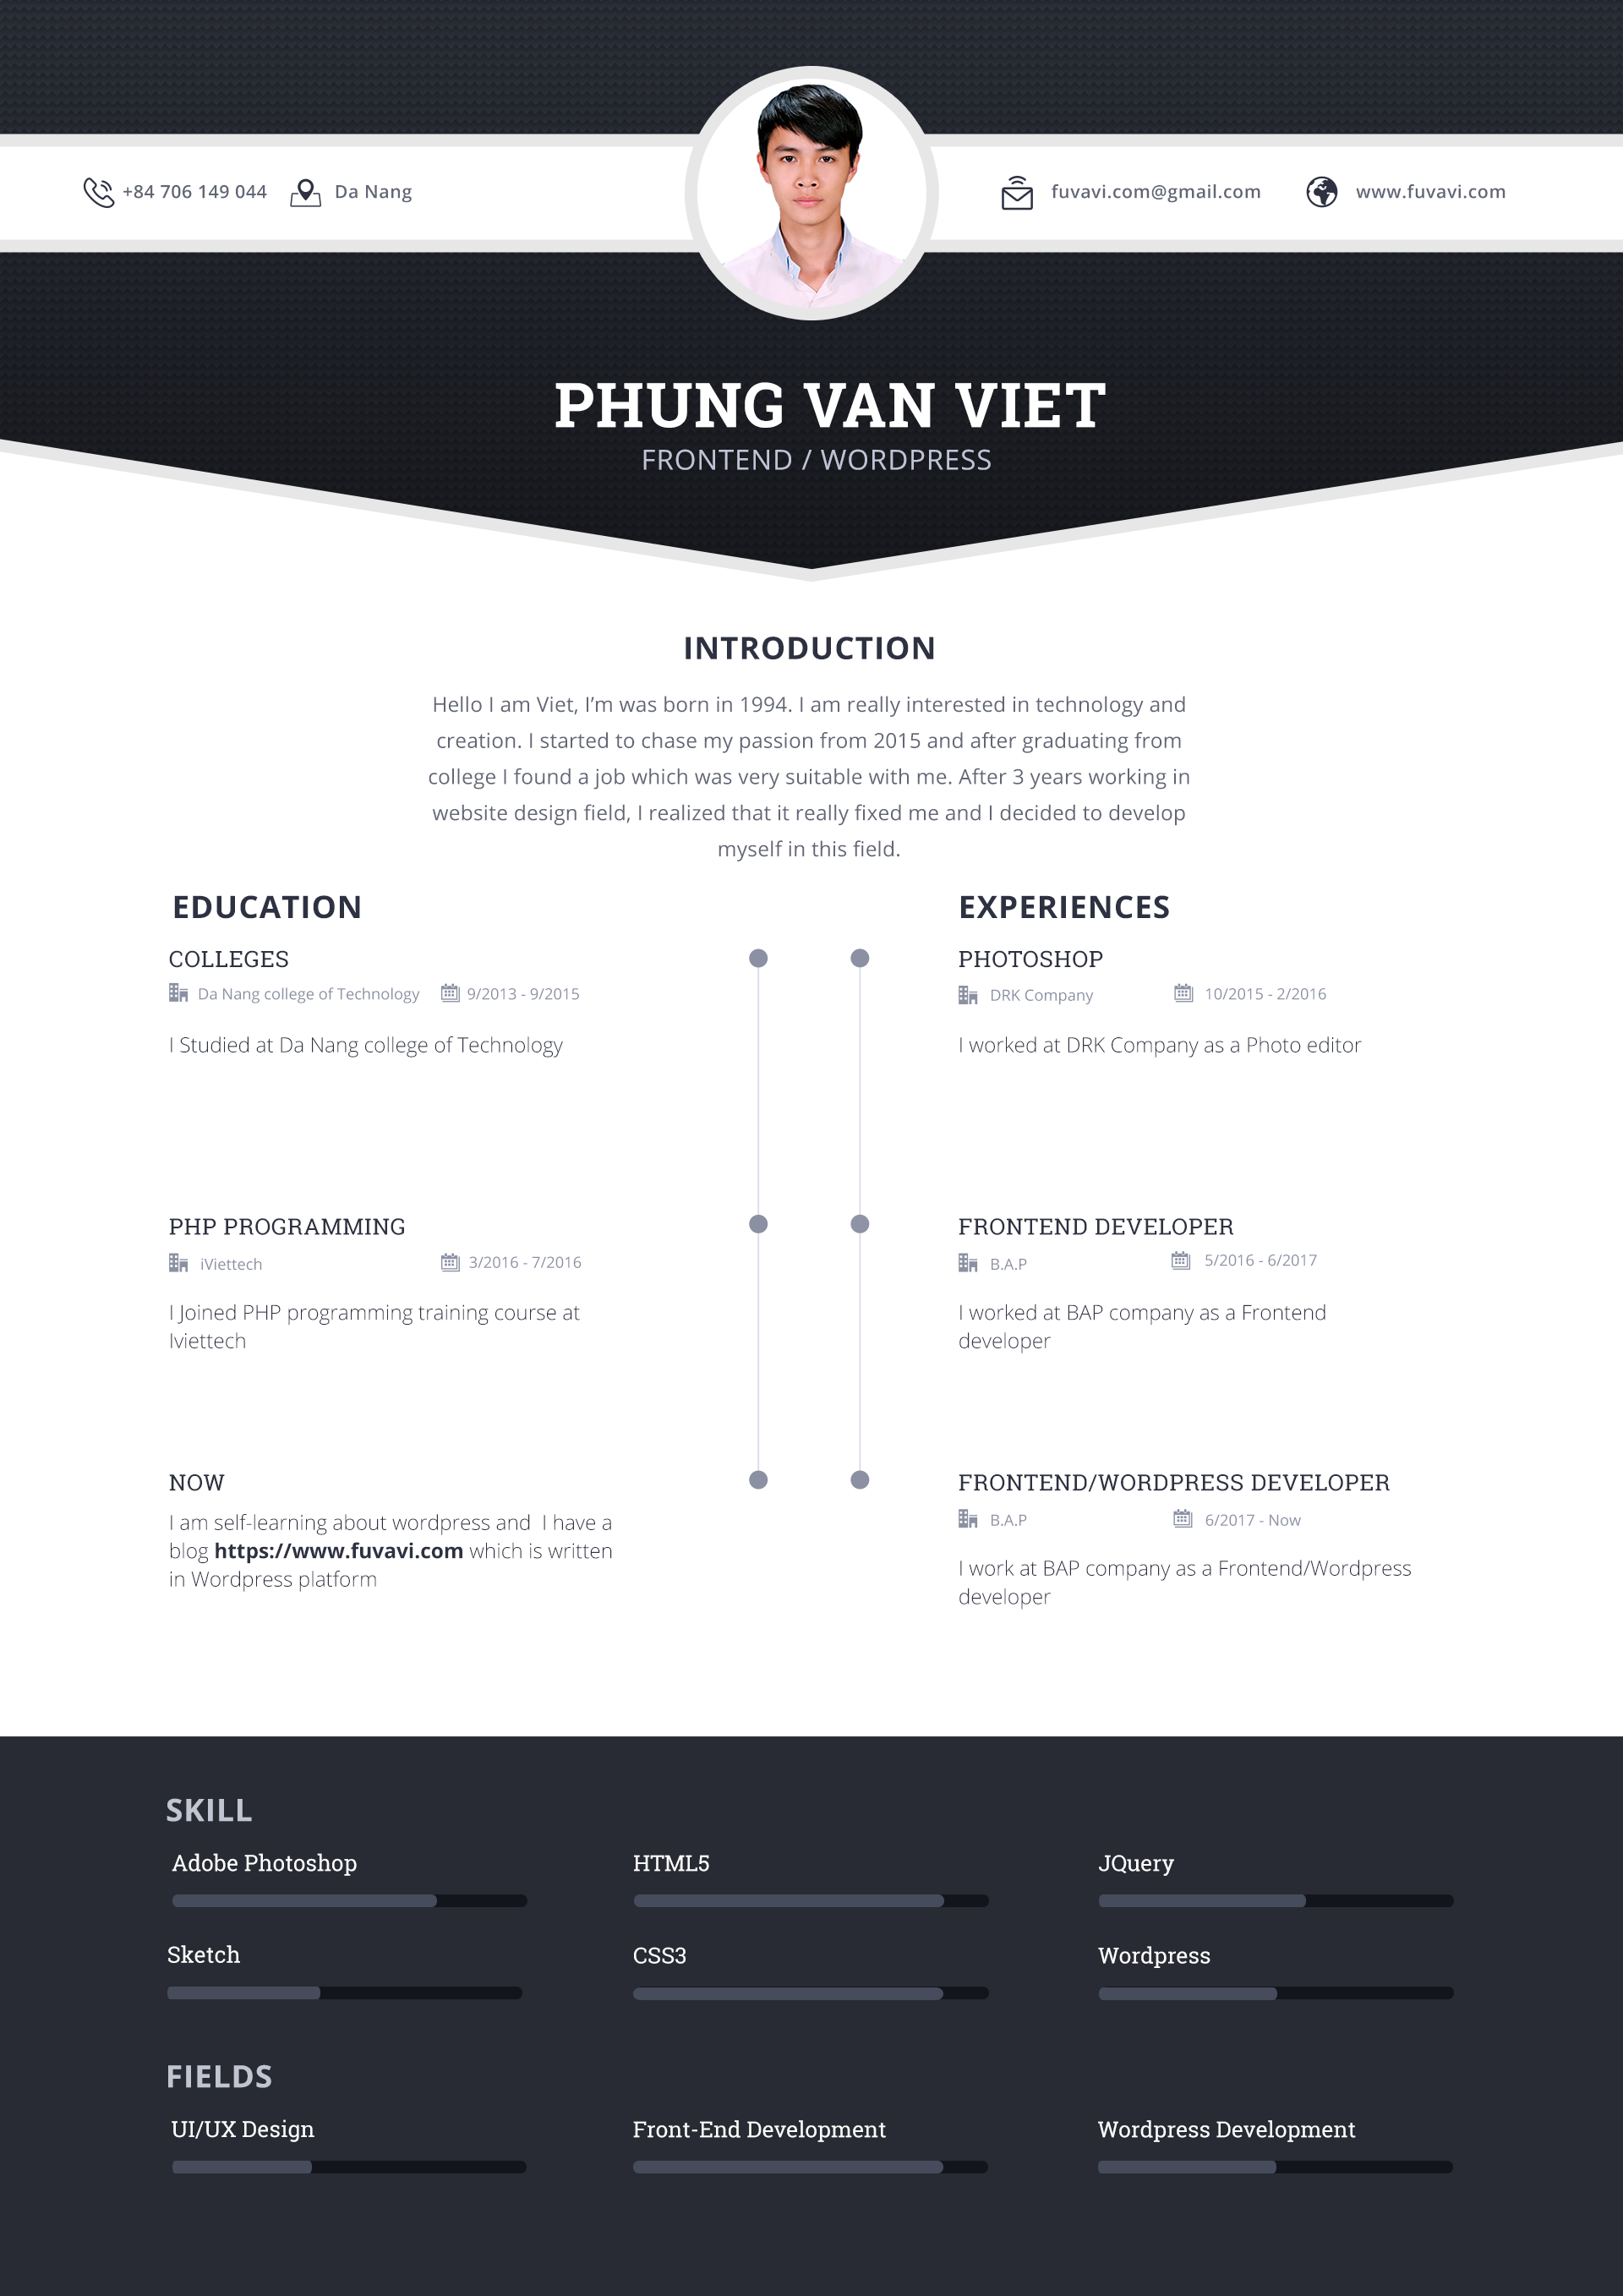 +84 706 149 044
Da Nang
fuvavi.com@gmail.com
www.fuvavi.com
PHUNG VAN VIET
FRONTEND / WORDPRESS
INTRODUCTION
Hello I am Viet, I’m was born in 1994. I am really interested in technology and
creation. I started to chase my passion from 2015 and after graduating from
college I found a job which was very suitable with me. After 3 years working in
website design field, I realized that it really fixed me and I decided to develop
myself in this field.
EDUCATION
COLLEGES
Da Nang college of Technology
9/2013 - 9/2015
I Studied at Da Nang college of Technology
PHP PROGRAMMING
iViettech
3/2016 - 7/2016
I Joined PHP programming training course at
Iviettech
NOW
I am self-learning about wordpress and  I have a
blog https://www.fuvavi.com which is written
in Wordpress platform
EXPERIENCES
PHOTOSHOP
DRK Company
10/2015 - 2/2016
I worked at DRK Company as a Photo editor
FRONTEND DEVELOPER
B.A.P
5/2016 - 6/2017
I worked at BAP company as a Frontend
developer
FRONTEND/WORDPRESS DEVELOPER
B.A.P
6/2017 - Now
I work at BAP company as a Frontend/Wordpress
developer
SKILL
Adobe Photoshop
HTML5
JQuery
Sketch
CSS3
Wordpress
FIELDS
UI/UX Design
Front-End Development
Wordpress Development